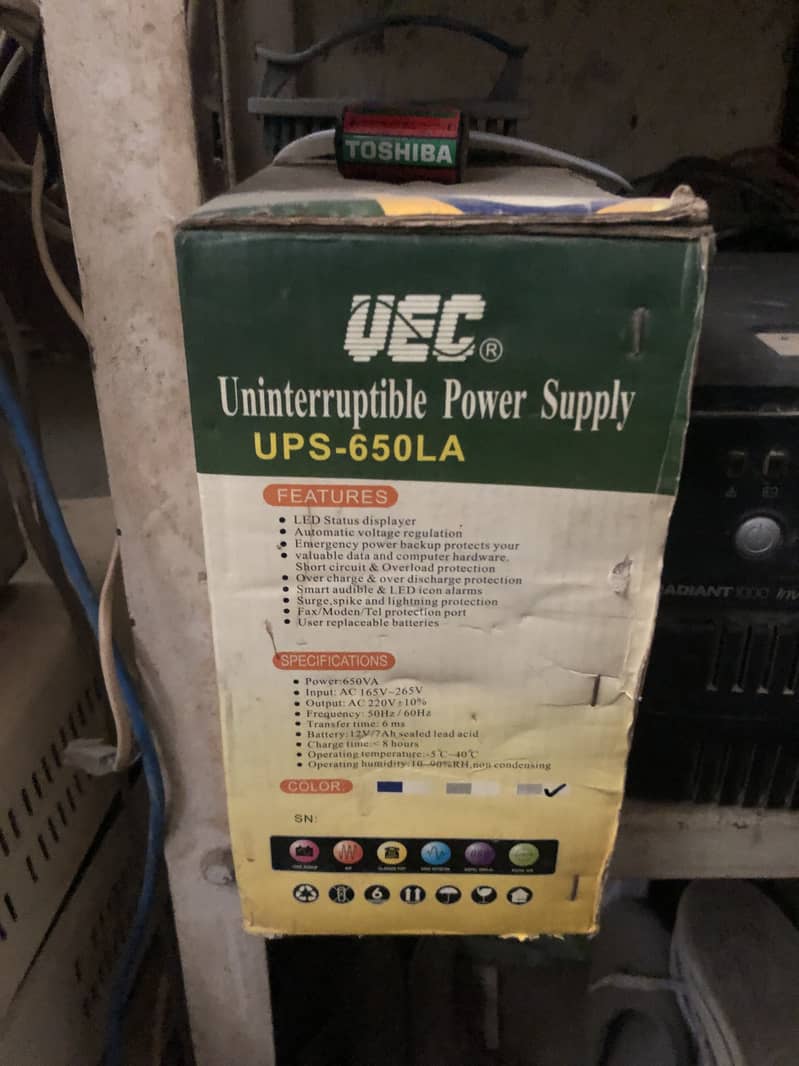 TOSHIBA
UEC®
Uninterruptible Power Supply
UPS-650LA
FEATURES
• LED Status displayer
• Automatic voltage regulation
• Emergency power backup protects your
• valuable data and computer hardware.
Short circuit & Overload protection
• Over charge & over discharge protection
• Smart audible & LED icon alarms
• Surge,spike and lightning protection
• Fax/Moden/Tel protection port
• User replaceable batteries
SPECIFICATIONS
• Power:650VA
• Input: AC 165V~265V
• Output: AC 220V±10%
• Frequency: 50Hz / 60Hz
• Transfer time: 6 ms
• Battery:12V/7Ah sealed lead acid
• Charge time:< 8 hours
• Operating temperature:-5℃-40℃
• Operating humidity:10-90%RH,non condensing
COLOR:
SN:
6
ADIANT 1000 Inv